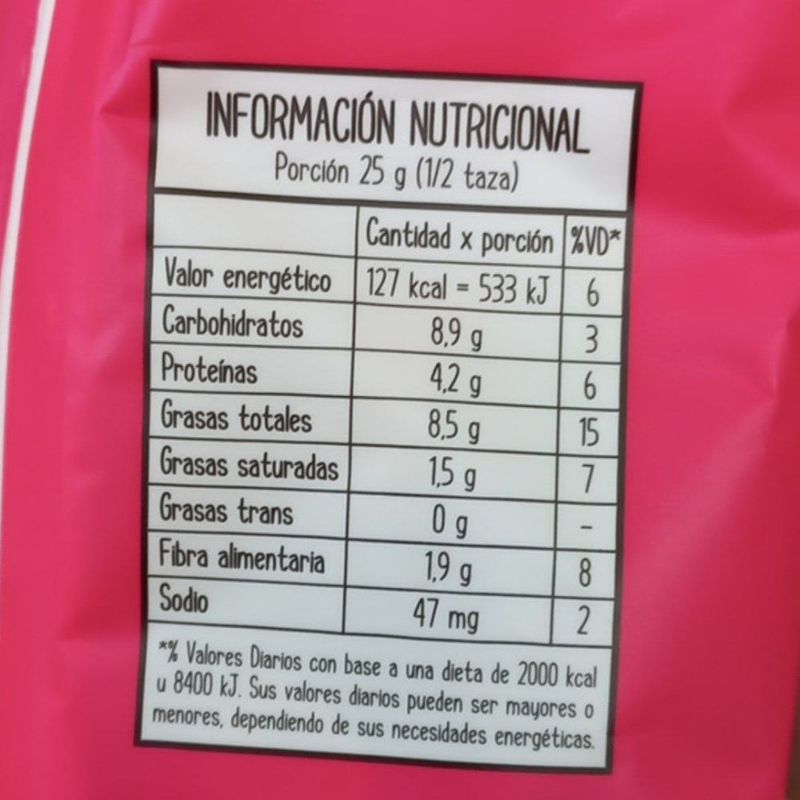 INFORMACIÓN NUTRICIONAL
Porción 25 g (1/2 taza)
Cantidad x porción %VD*
Valor energético 127 kcal = 533 kJ 6
Carbohidratos 8,9 g 3
Proteínas 4,2 g 6
Grasas totales 8,5 g 15
Grasas saturadas 1,5 g 7
Grasas trans 0 g -
Fibra alimentaria 1,9 g 8
Sodio 47 mg 2
*% Valores Diarios con base a una dieta de 2000 kcal
u 8400 kJ. Sus valores diarios pueden ser mayores o
menores, dependiendo de sus necesidades energéticas.